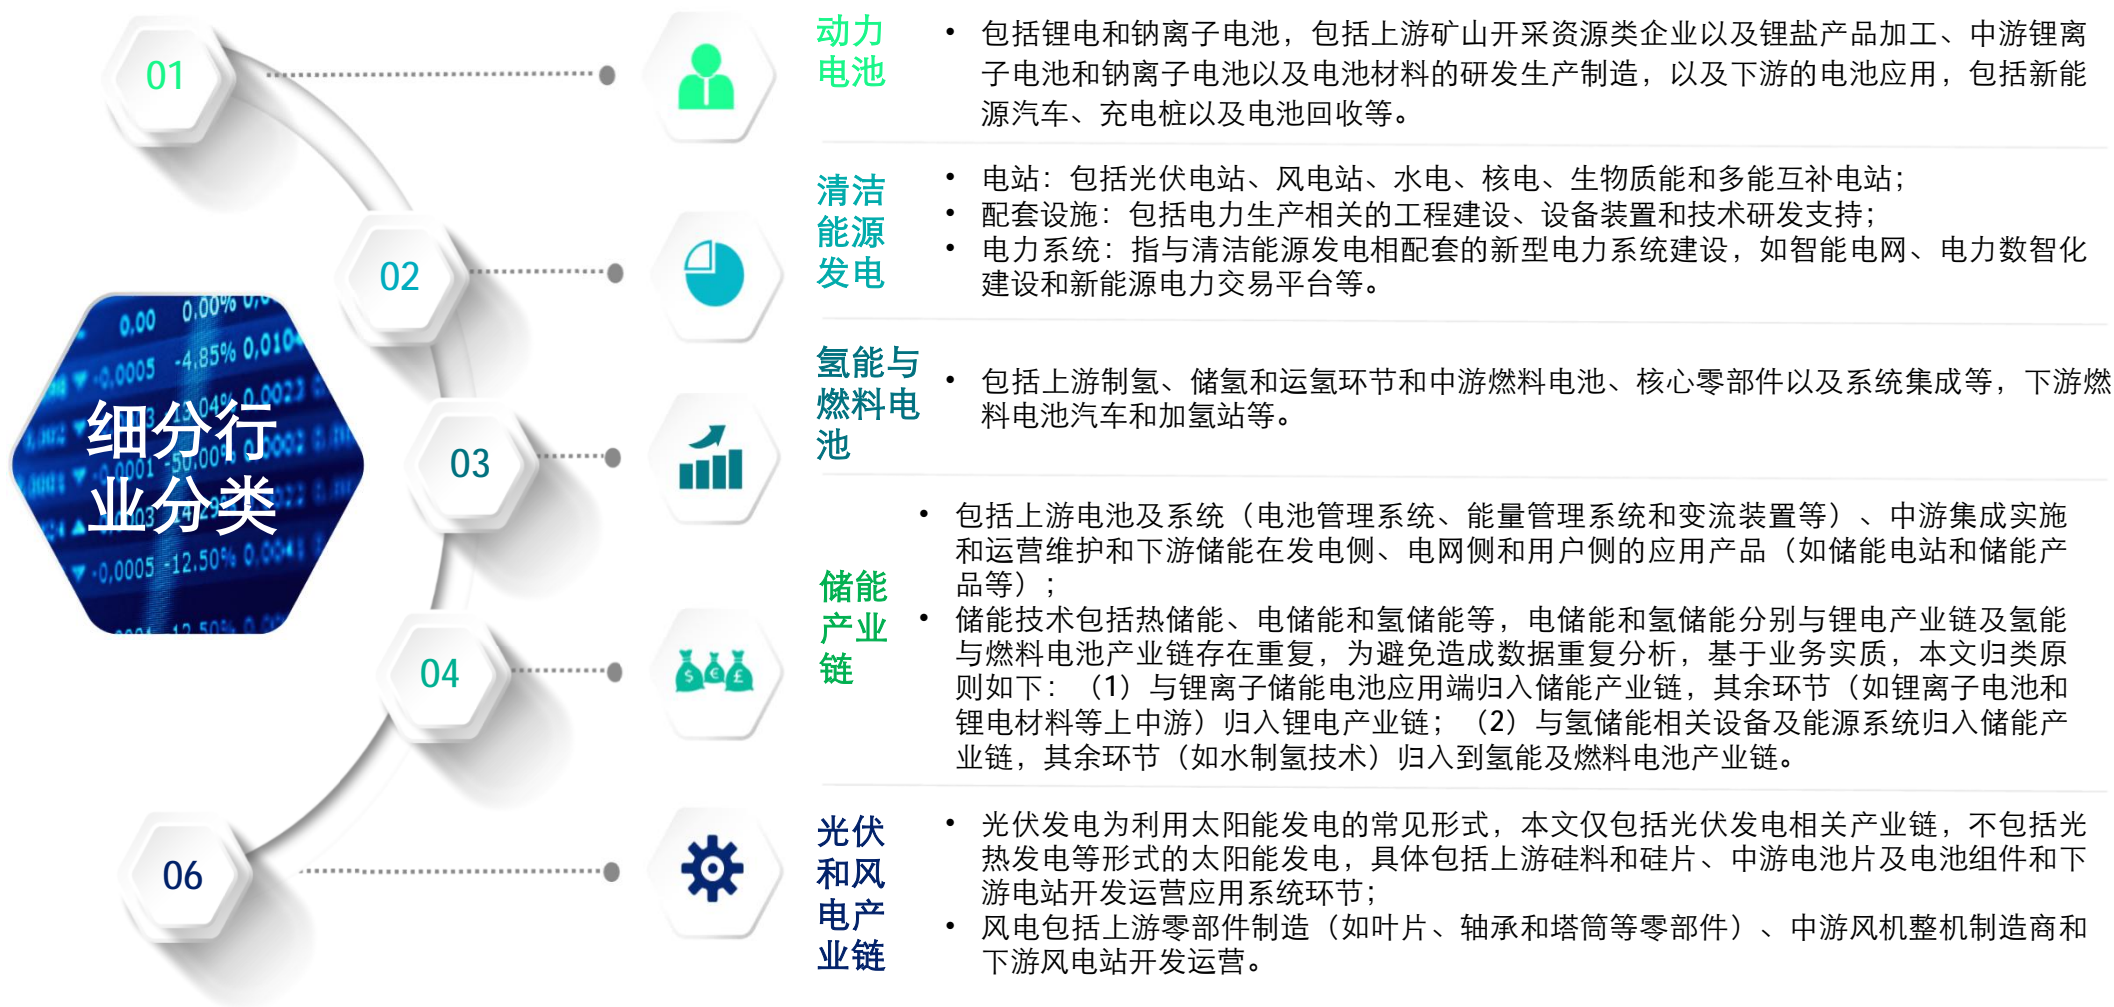 细分行
业分类
01
动力
电池
• 包括锂电和钠离子电池，包括上游矿山开采资源类企业以及锂盐产品加工、中游锂离
子电池和钠离子电池以及电池材料的研发生产制造，以及下游的电池应用，包括新能
源汽车、充电桩以及电池回收等。
02
清洁
能源
发电
• 电站：包括光伏电站、风电站、水电、核电、生物质能和多能互补电站；
• 配套设施：包括电力生产相关的工程建设、设备装置和技术研发支持；
• 电力系统：指与清洁能源发电相配套的新型电力系统建设，如智能电网、电力数智化
建设和新能源电力交易平台等。
03
氢能与
燃料电
池
• 包括上游制氢、储氢和运氢环节和中游燃料电池、核心零部件以及系统集成等，下游燃
料电池汽车和加氢站等。
04
储能
产业
链
• 包括上游电池及系统（电池管理系统、能量管理系统和变流装置等）、中游集成实施
和运营维护和下游储能在发电侧、电网侧和用户侧的应用产品（如储能电站和储能产
品等）；
• 储能技术包括热储能、电储能和氢储能等，电储能和氢储能分别与锂电产业链及氢能
与燃料电池产业链存在重复，为避免造成数据重复分析，基于业务实质，本文归类原
则如下：（1）与锂离子储能电池应用端归入储能产业链，其余环节（如锂离子电池和
锂电材料等上中游）归入锂电产业链；（2）与氢储能相关设备及能源系统归入储能产
业链，其余环节（如水制氢技术）归入到氢能及燃料电池产业链。
06
光伏
和风
电产
业链
• 光伏发电为利用太阳能发电的常见形式，本文仅包括光伏发电相关产业链，不包括光
热发电等形式的太阳能发电，具体包括上游硅料和硅片、中游电池片及电池组件和下
游电站开发运营应用系统环节；
• 风电包括上游零部件制造（如叶片、轴承和塔筒等零部件）、中游风机整机制造商和
下游风电站开发运营。
0.00 0.00%
-0,0005 -4.85% 0,0104
-0,0005 -12.50% 0,0041